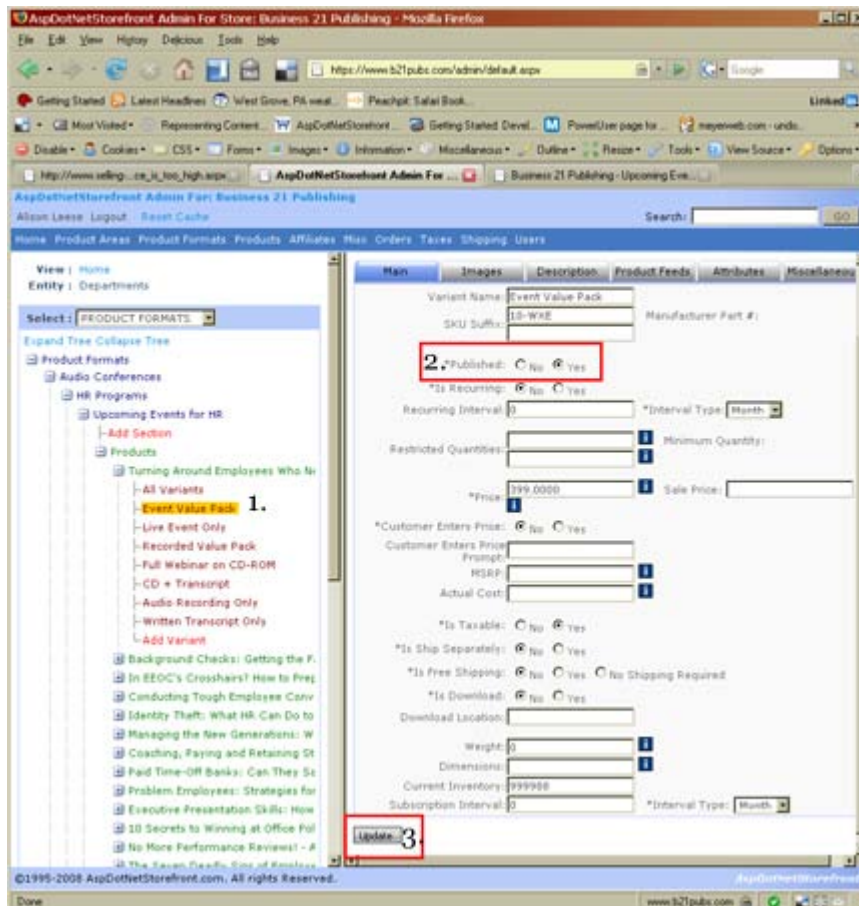 AspDotNetStorefront Admin For Store: Business 21 Publishing - Mozilla Firefox
File Edit View History Delicious Tools Help
https://www.b21pubs.com/admin/default.aspx
Google
Getting Started Latest Headlines West Grove, PA weat... Peachpit: Safari Book... Linked
Most Visited Representing Content... AspDotNetStorefront... Getting Started Devel... PowerUser page for ... meyerweb.com - undo...
Disable Cookies CSS Forms Images Information Miscellaneous Outline Resize Tools View Source Options
http://www.selling...ce_is_too_high.aspx AspDotNetStorefront Admin For ... Business 21 Publishing - Upcoming Eve...
AspDotNetStorefront Admin For: Business 21 Publishing
Alison Leese Logout Reset Cache Search: GO
Home Product Areas Product Formats Products Affiliates Misc Orders Taxes Shipping Users
View : Home
Entity : Departments
Select : PRODUCT FORMATS
Expand Tree Collapse Tree
Product Formats
Audio Conferences
HR Programs
Upcoming Events for HR
Add Section
Products
Turning Around Employees Who Ne
All Variants
Event Value Pack 1.
Live Event Only
Recorded Value Pack
Full Webinar on CD-ROM
CD + Transcript
Audio Recording Only
Written Transcript Only
Add Variant
Background Checks: Getting the F
In EEOC's Crosshairs? How to Prep
Conducting Tough Employee Conv
Identity Theft: What HR Can Do to
Managing the New Generations: W
Coaching, Paying and Retaining St
Paid Time-Off Banks: Can They Sa
Problem Employees: Strategies for
Executive Presentation Skills: How
10 Secrets to Winning at Office Pol
No More Performance Reviews! - A
The Seven Deadly Sins of Employe
Main Images Description Product Feeds Attributes Miscellaneou
Variant Name: Event Value Pack
SKU Suffix: 10-WXE Manufacturer Part #:
2. *Published: No Yes
*Is Recurring: No Yes
Recurring Interval: 0 *Interval Type: Month
Restricted Quantities: Minimum Quantity:
*Price: 399.0000 Sale Price:
*Customer Enters Price: No Yes
Customer Enters Price Prompt:
MSRP:
Actual Cost:
*Is Taxable: No Yes
*Is Ship Separately: No Yes
*Is Free Shipping: No Yes No Shipping Required
*Is Download: No Yes
Download Location:
Weight: 0
Dimensions:
Current Inventory: 999988
Subscription Interval: 0 *Interval Type: Month
Update 3.
©1995-2008 AspDotNetStorefront.com. All rights Reserved. AspDotNetStorefront
Done www.b21pubs.com